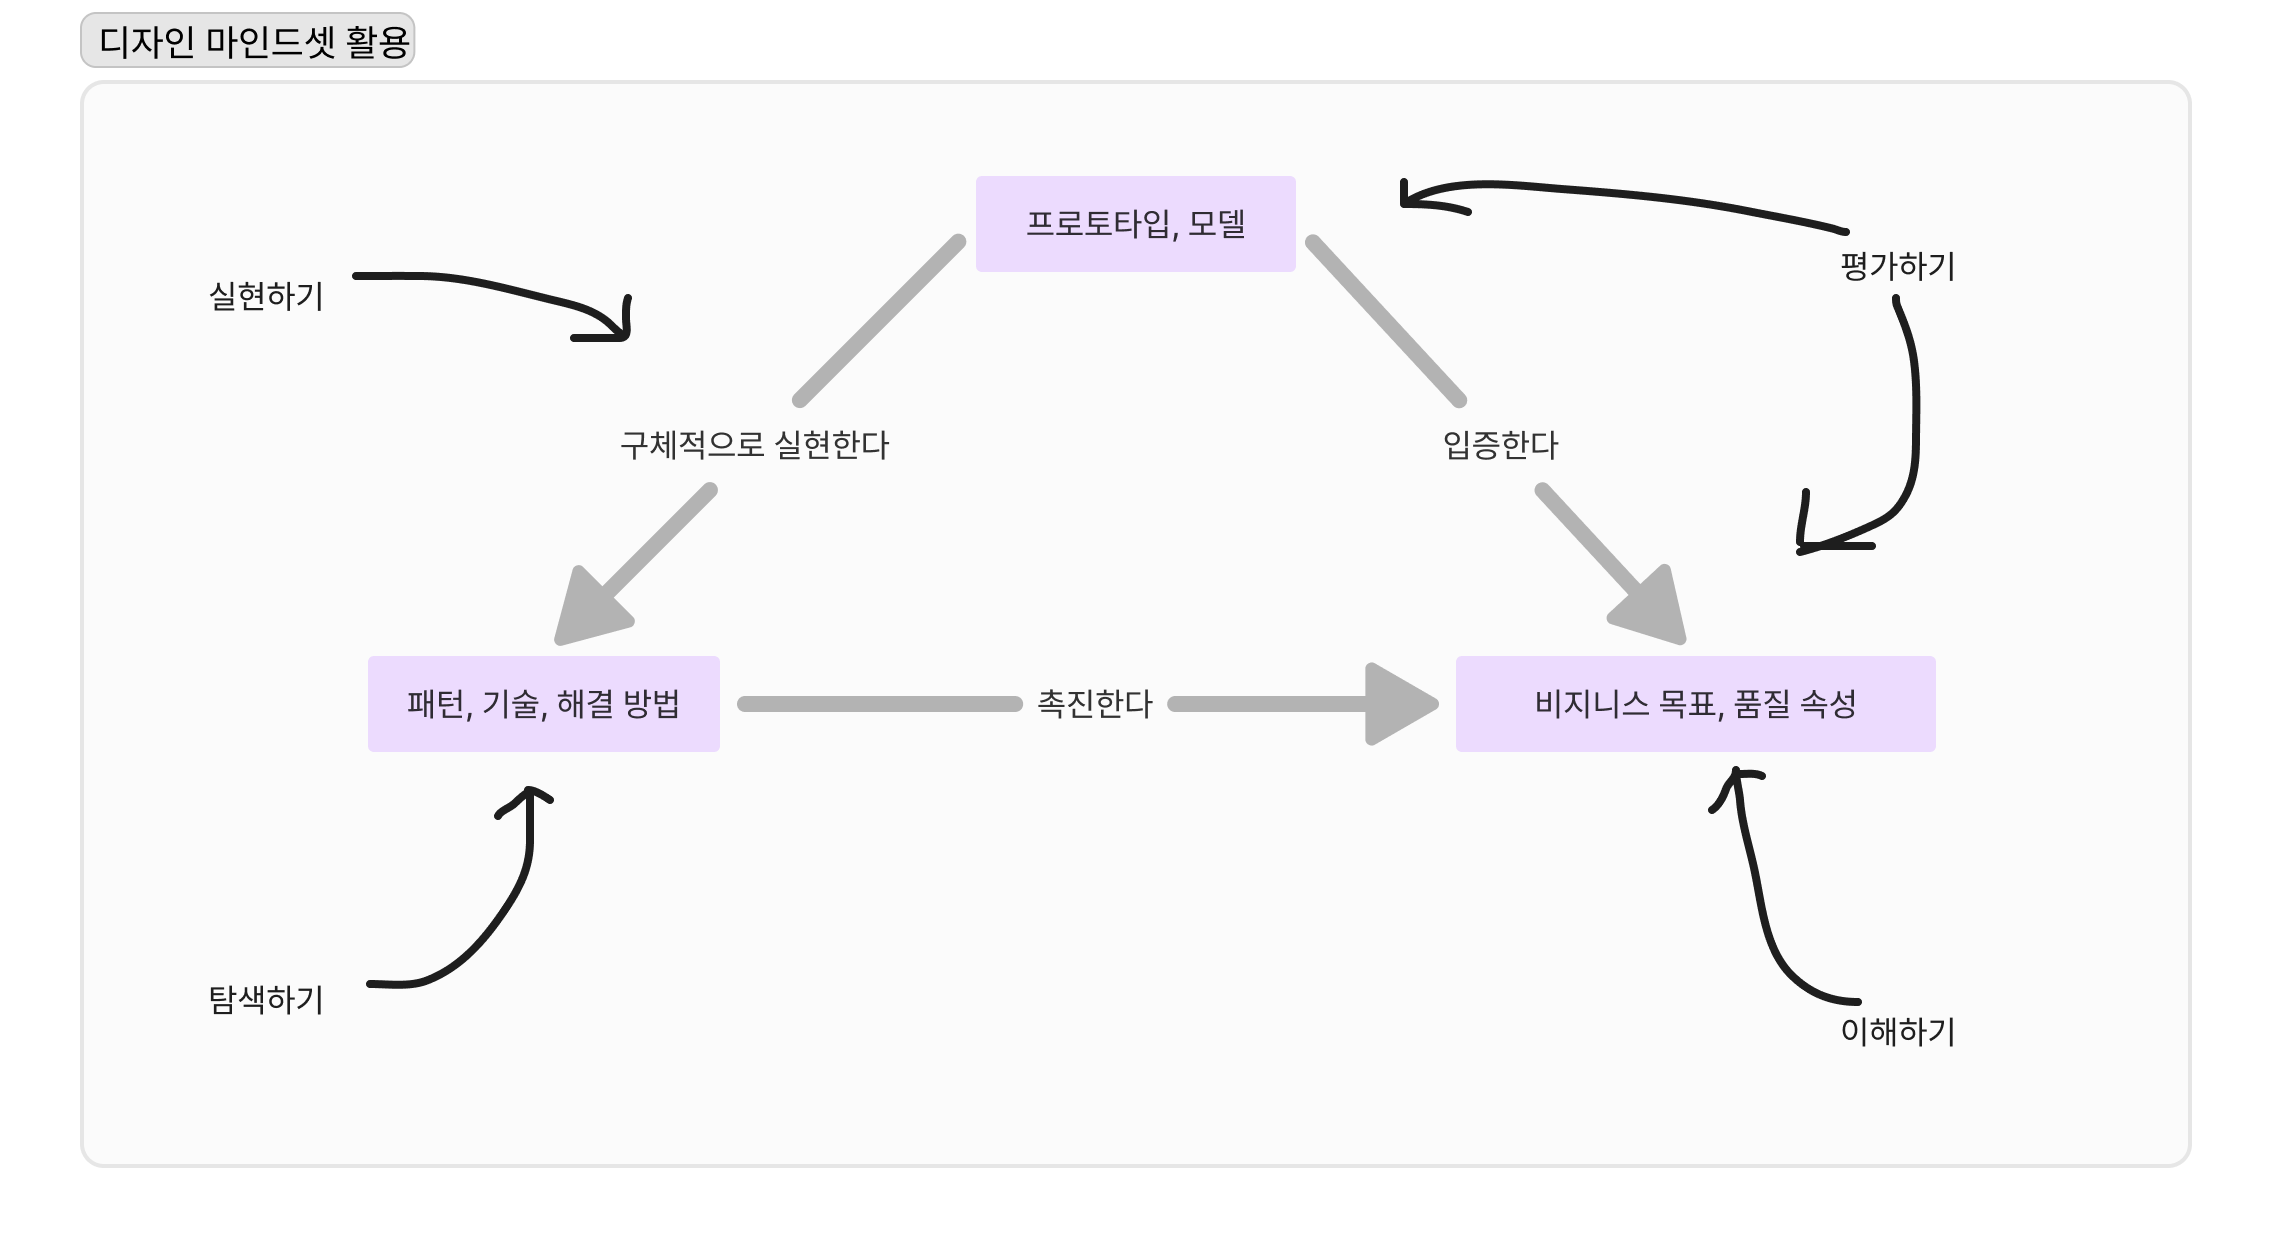 디자인 마인드셋 활용
프로토타입, 모델
평가하기
실현하기
구체적으로 실현한다
입증한다
패턴, 기술, 해결 방법
촉진한다
비지니스 목표, 품질 속성
탐색하기
이해하기